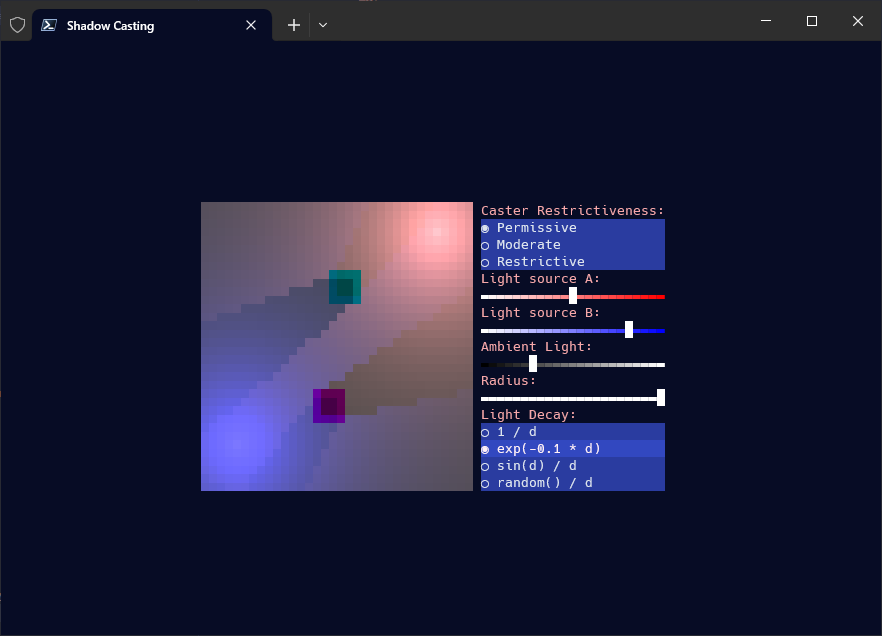 Shadow Casting
Caster Restrictiveness:
Permissive
Moderate
Restrictive
Light source A:
Light source B:
Ambient Light:
Radius:
Light Decay:
1 / d
exp(-0.1 * d)
sin(d) / d
random() / d